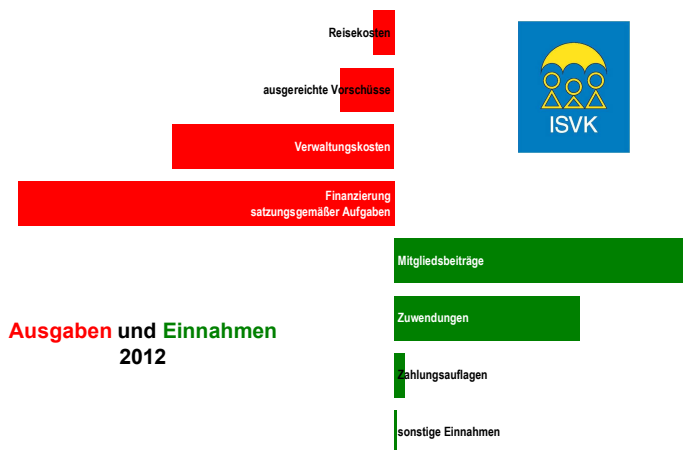 Reisekosten
ISVK
ausgereichte Vorschüsse
Verwaltungskosten
Finanzierung
satzungsgemäßer Aufgaben
Mitgliedsbeiträge
Zuwendungen
Ausgaben und Einnahmen
2012
Zahlungsauflagen
sonstige Einnahmen